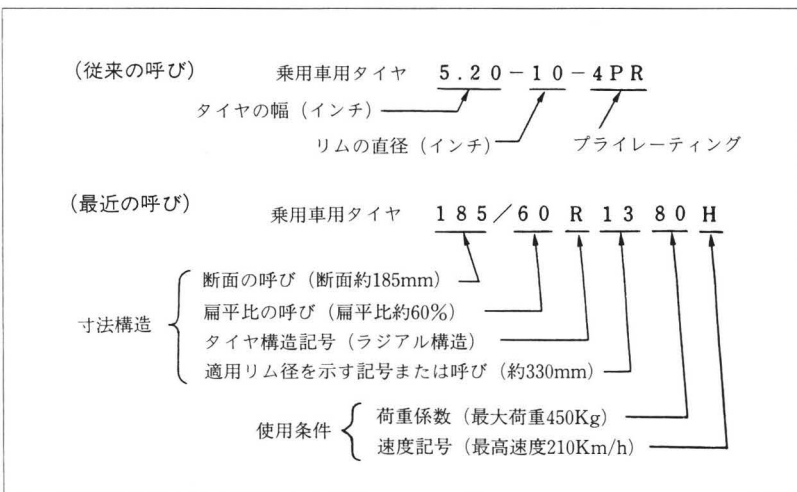 (従来の呼び) 乗用車用タイヤ 5.20-10-4PR
タイヤの幅(インチ)
リムの直径(インチ) プライレーティング
(最近の呼び) 乗用車用タイヤ 185/60 R 13 80 H
断面の呼び(断面約185mm)
扁平比の呼び(扁平比約60%)
寸法構造
タイヤ構造記号(ラジアル構造)
適用リム径を示す記号または呼び(約330mm)
荷重係数(最大荷重450Kg)
使用条件
速度記号(最高速度210Km/h)